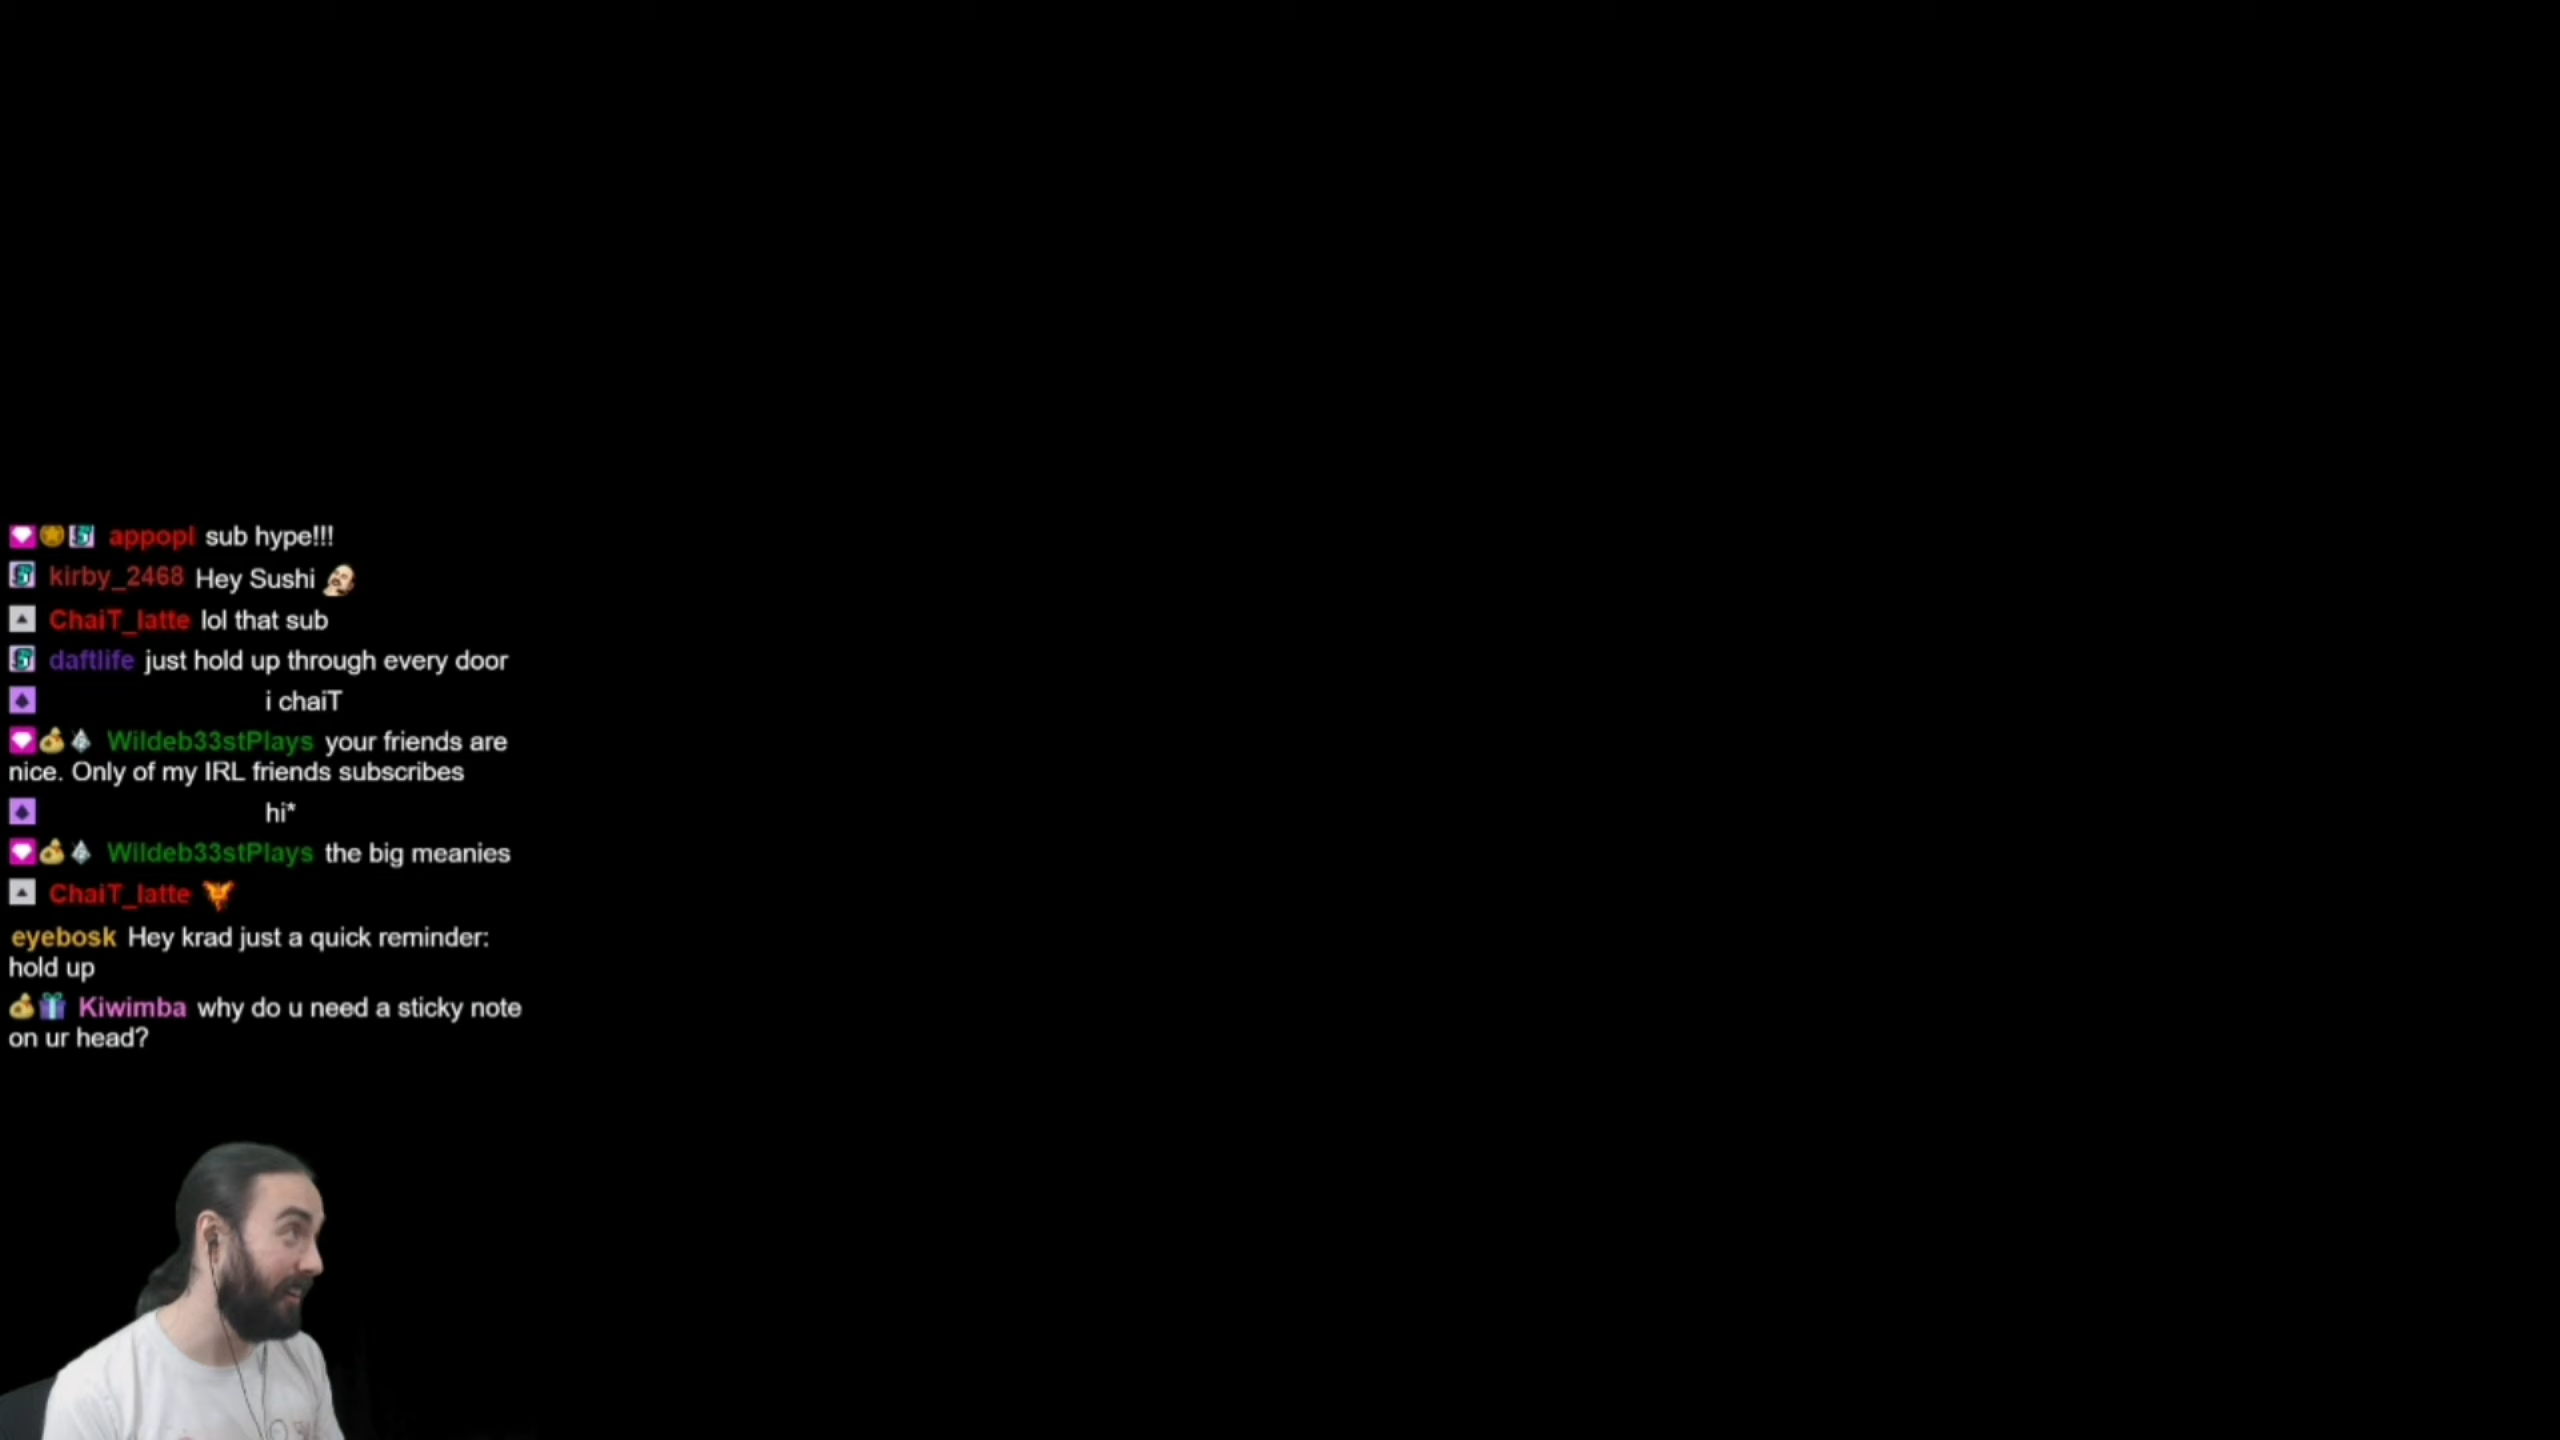 appopl sub hype!!!
kirby_2468 Hey Sushi
ChaiT_latte lol that sub
daftlife just hold up through every door
i chaiT
Wildeb33stPlays your friends are
nice. Only of my IRL friends subscribes
hi*
Wildeb33stPlays the big meanies
ChaiT_latte
eyebosk Hey krad just a quick reminder:
hold up
Kiwimba why do u need a sticky note
on ur head?